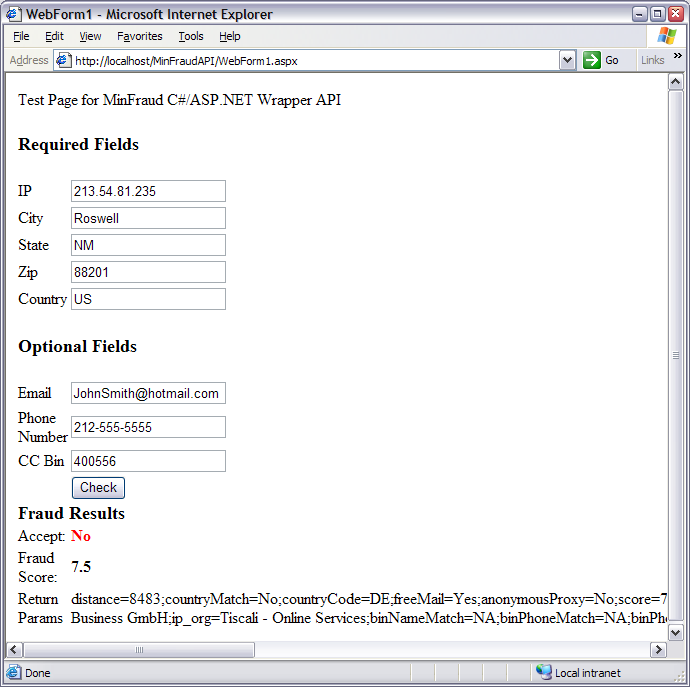 WebForm1 - Microsoft Internet Explorer
File Edit View Favorites Tools Help
Address http://localhost/MinFraudAPI/WebForm1.aspx Go Links »
Test Page for MinFraud C#/ASP.NET Wrapper API
Required Fields
IP 213.54.81.235
City Roswell
State NM
Zip 88201
Country US
Optional Fields
Email JohnSmith@hotmail.com
Phone
Number 212-555-5555
CC Bin 400556
Check
Fraud Results
Accept: No
Fraud
Score: 7.5
Return distance=8483;countryMatch=No;countryCode=DE;freeMail=Yes;anonymousProxy=No;score=7
Params Business GmbH;ip_org=Tiscali - Online Services;binNameMatch=NA;binPhoneMatch=NA;binPh
Done Local intranet